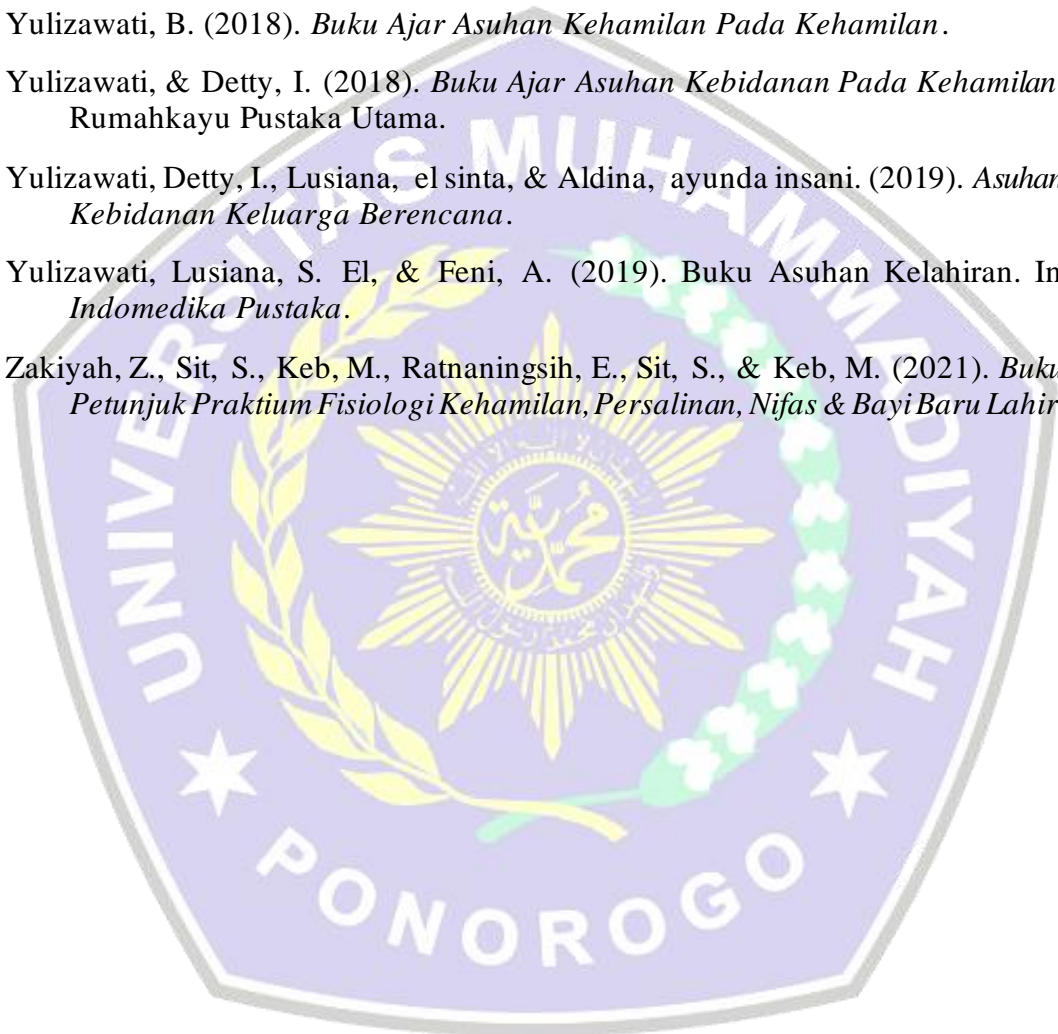 Yulizawati, B. (2018). Buku Ajar Asuhan Kehamilan Pada Kehamilan.
Yulizawati, & Detty, I. (2018). Buku Ajar Asuhan Kebidanan Pada Kehamilan
Rumahkayu Pustaka Utama.
Yulizawati, Detty, I., Lusiana, el sinta, & Aldina, ayunda insani. (2019). Asuhan
Kebidanan Keluarga Berencana.
Yulizawati, Lusiana, S. El, & Feni, A. (2019). Buku Asuhan Kelahiran. In
Indomedika Pustaka.
Zakiyah, Z., Sit, S., Keb, M., Ratnaningsih, E., Sit, S., & Keb, M. (2021). Buku
Petunjuk Praktium Fisiologi Kehamilan, Persalinan, Nifas & Bayi Baru Lahir
UNIVERSITAS MUHAMMADIYAH
PONOROGO
محمدية